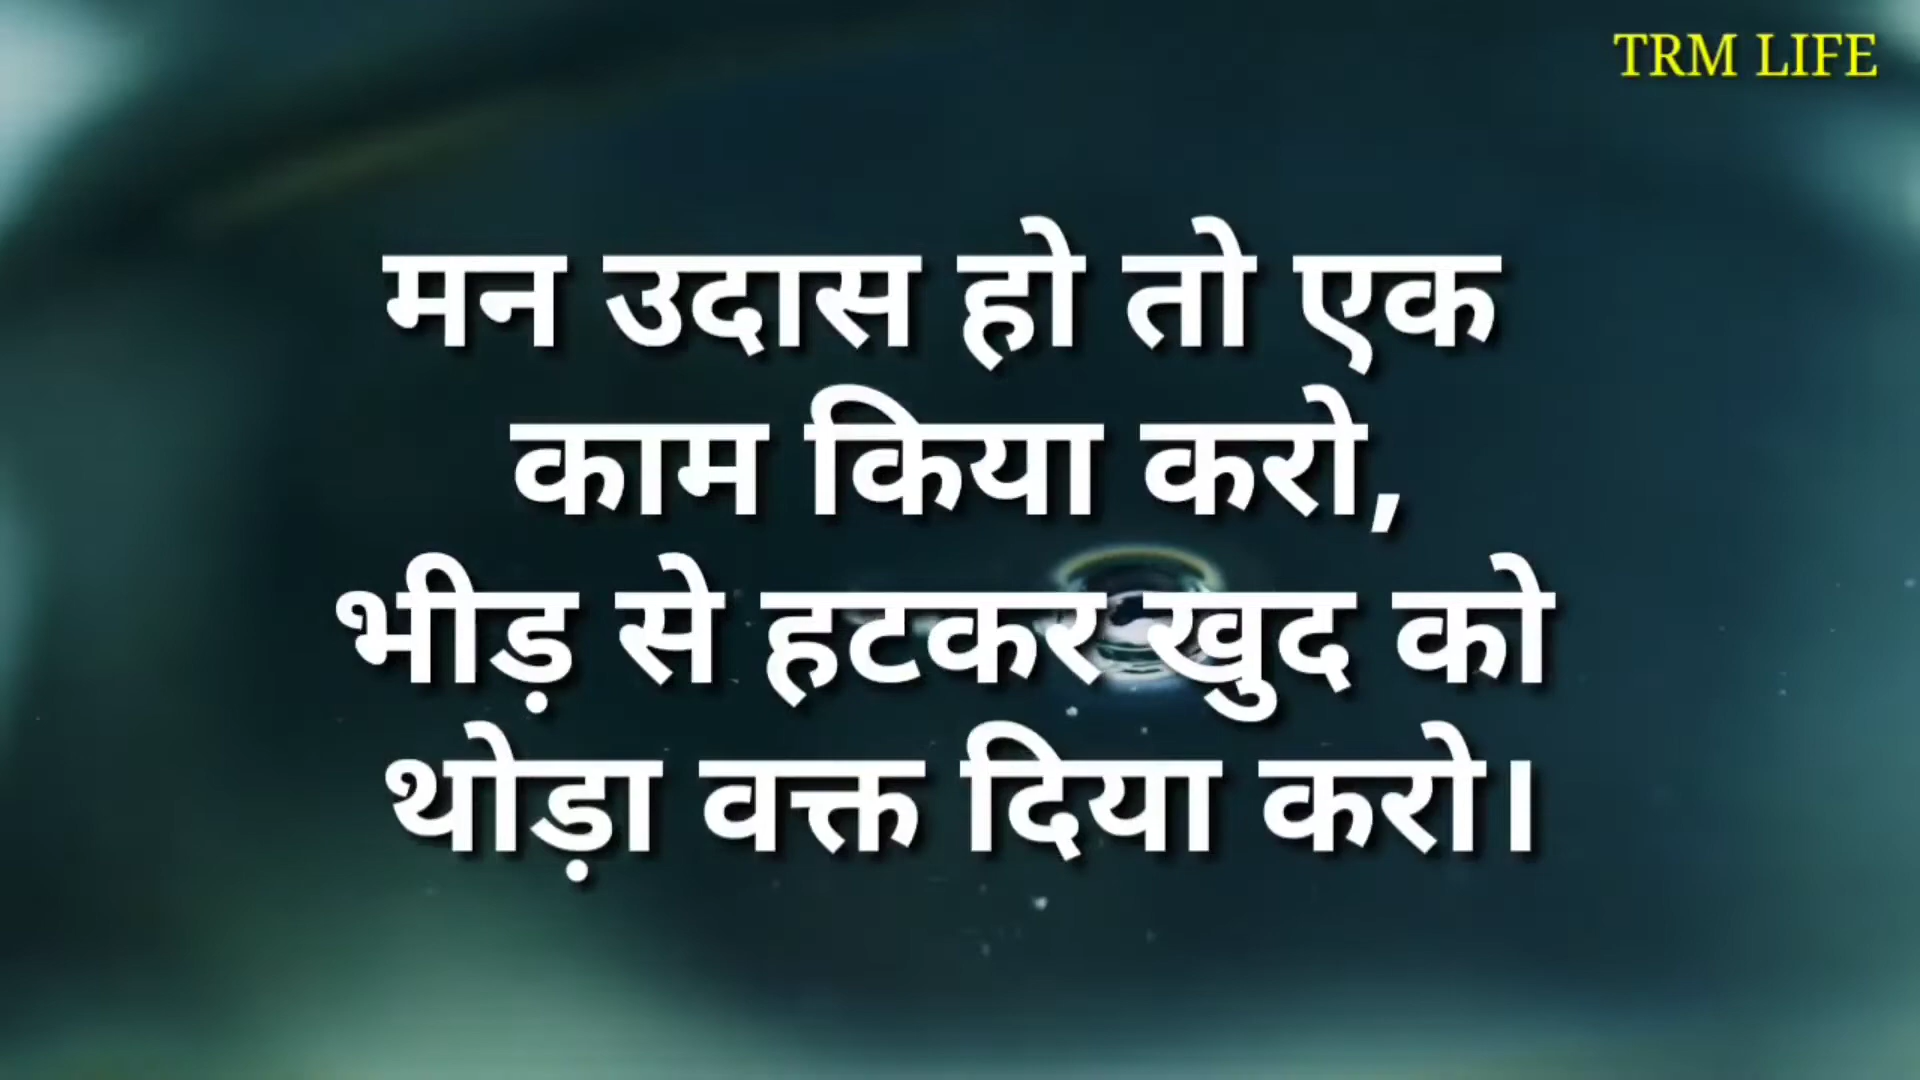 TRM LIFE
मन उदास हो तो एक
काम किया करो,
भीड़ से हटकर खुद को
थोड़ा वक्त दिया करो।